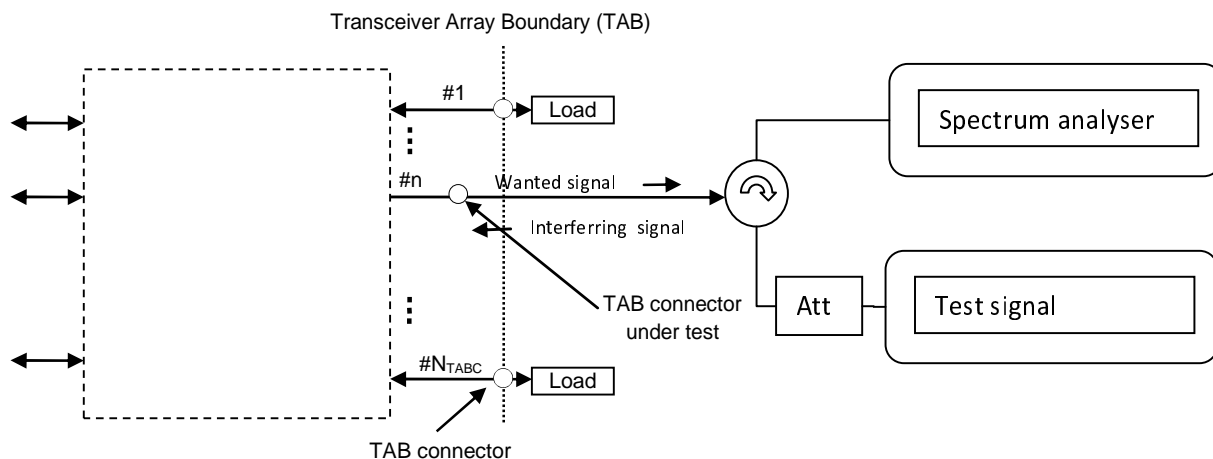 Transceiver Array Boundary (TAB)
#1
Load
Spectrum analyser
#n
Wanted signal
Interferring signal
TAB connector
under test
Att
Test signal
#NTABC
Load
TAB connector